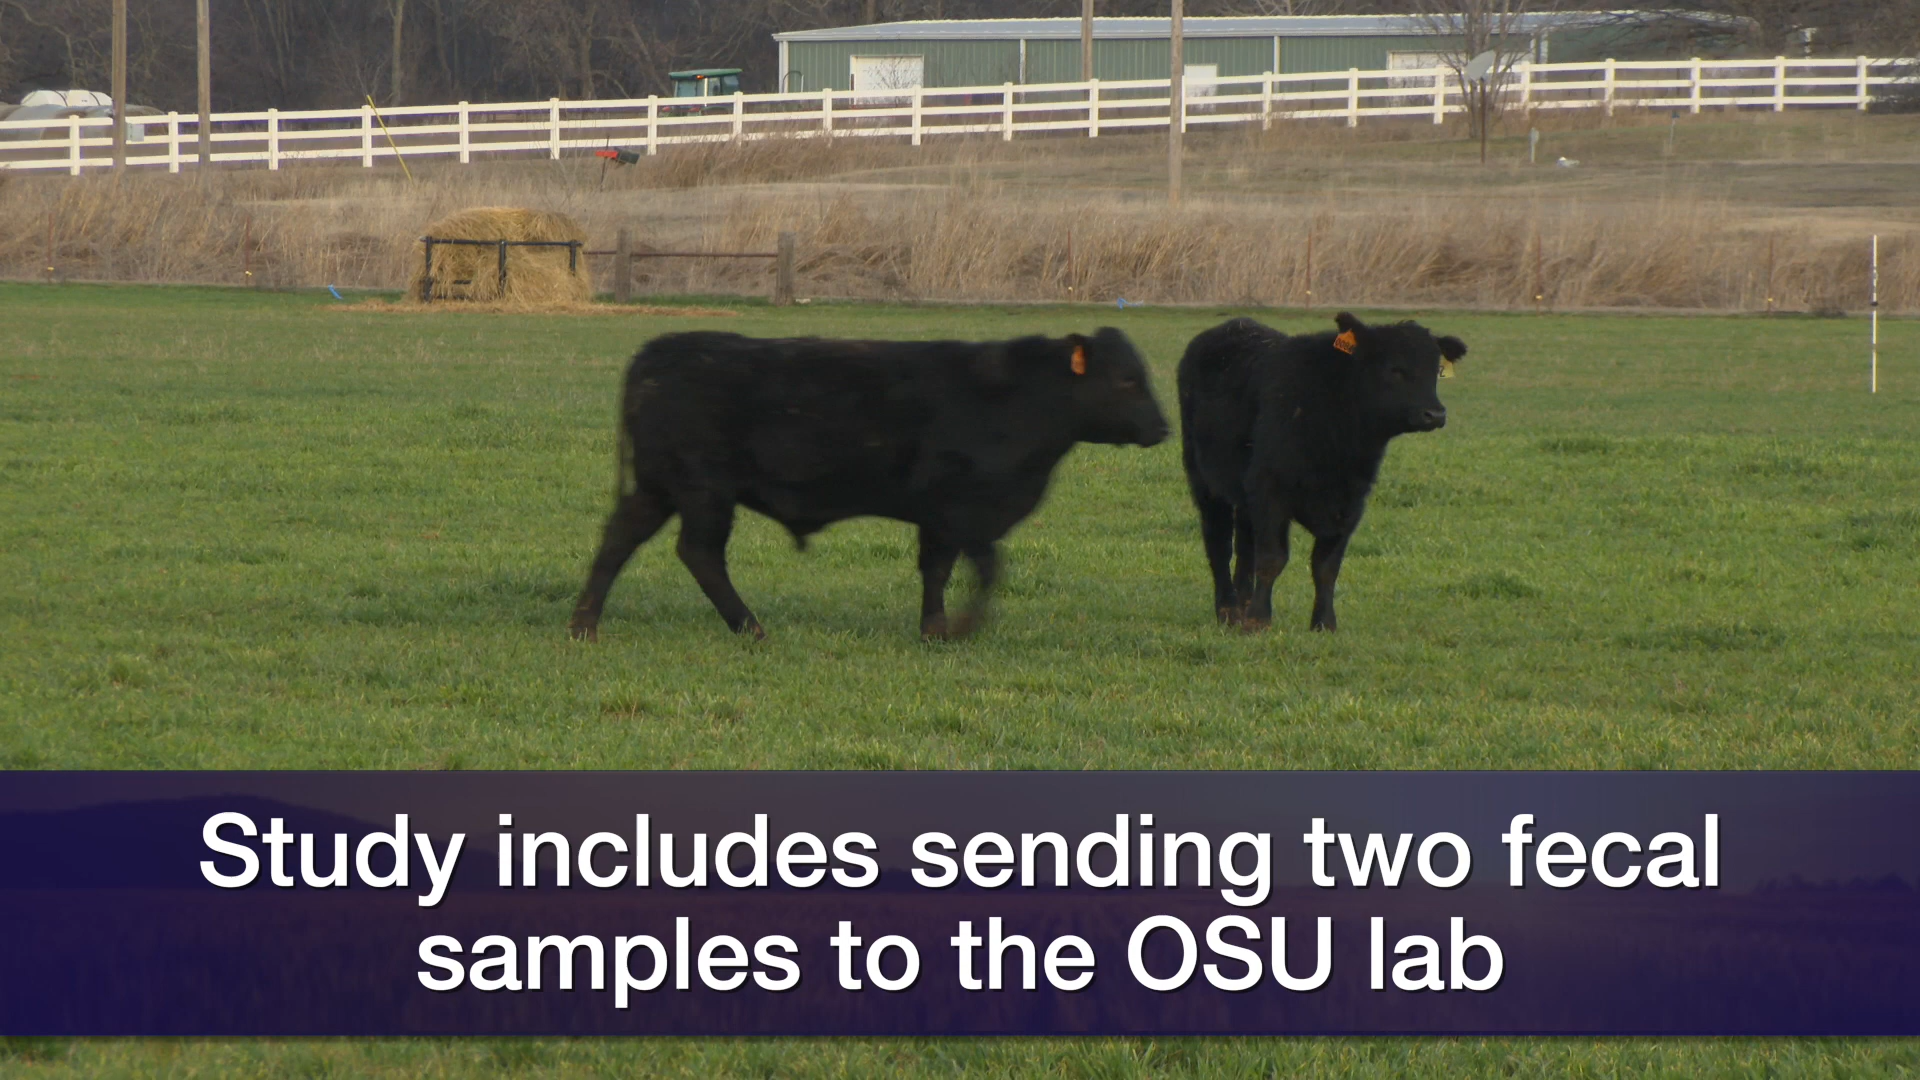 Study includes sending two fecal
samples to the OSU lab